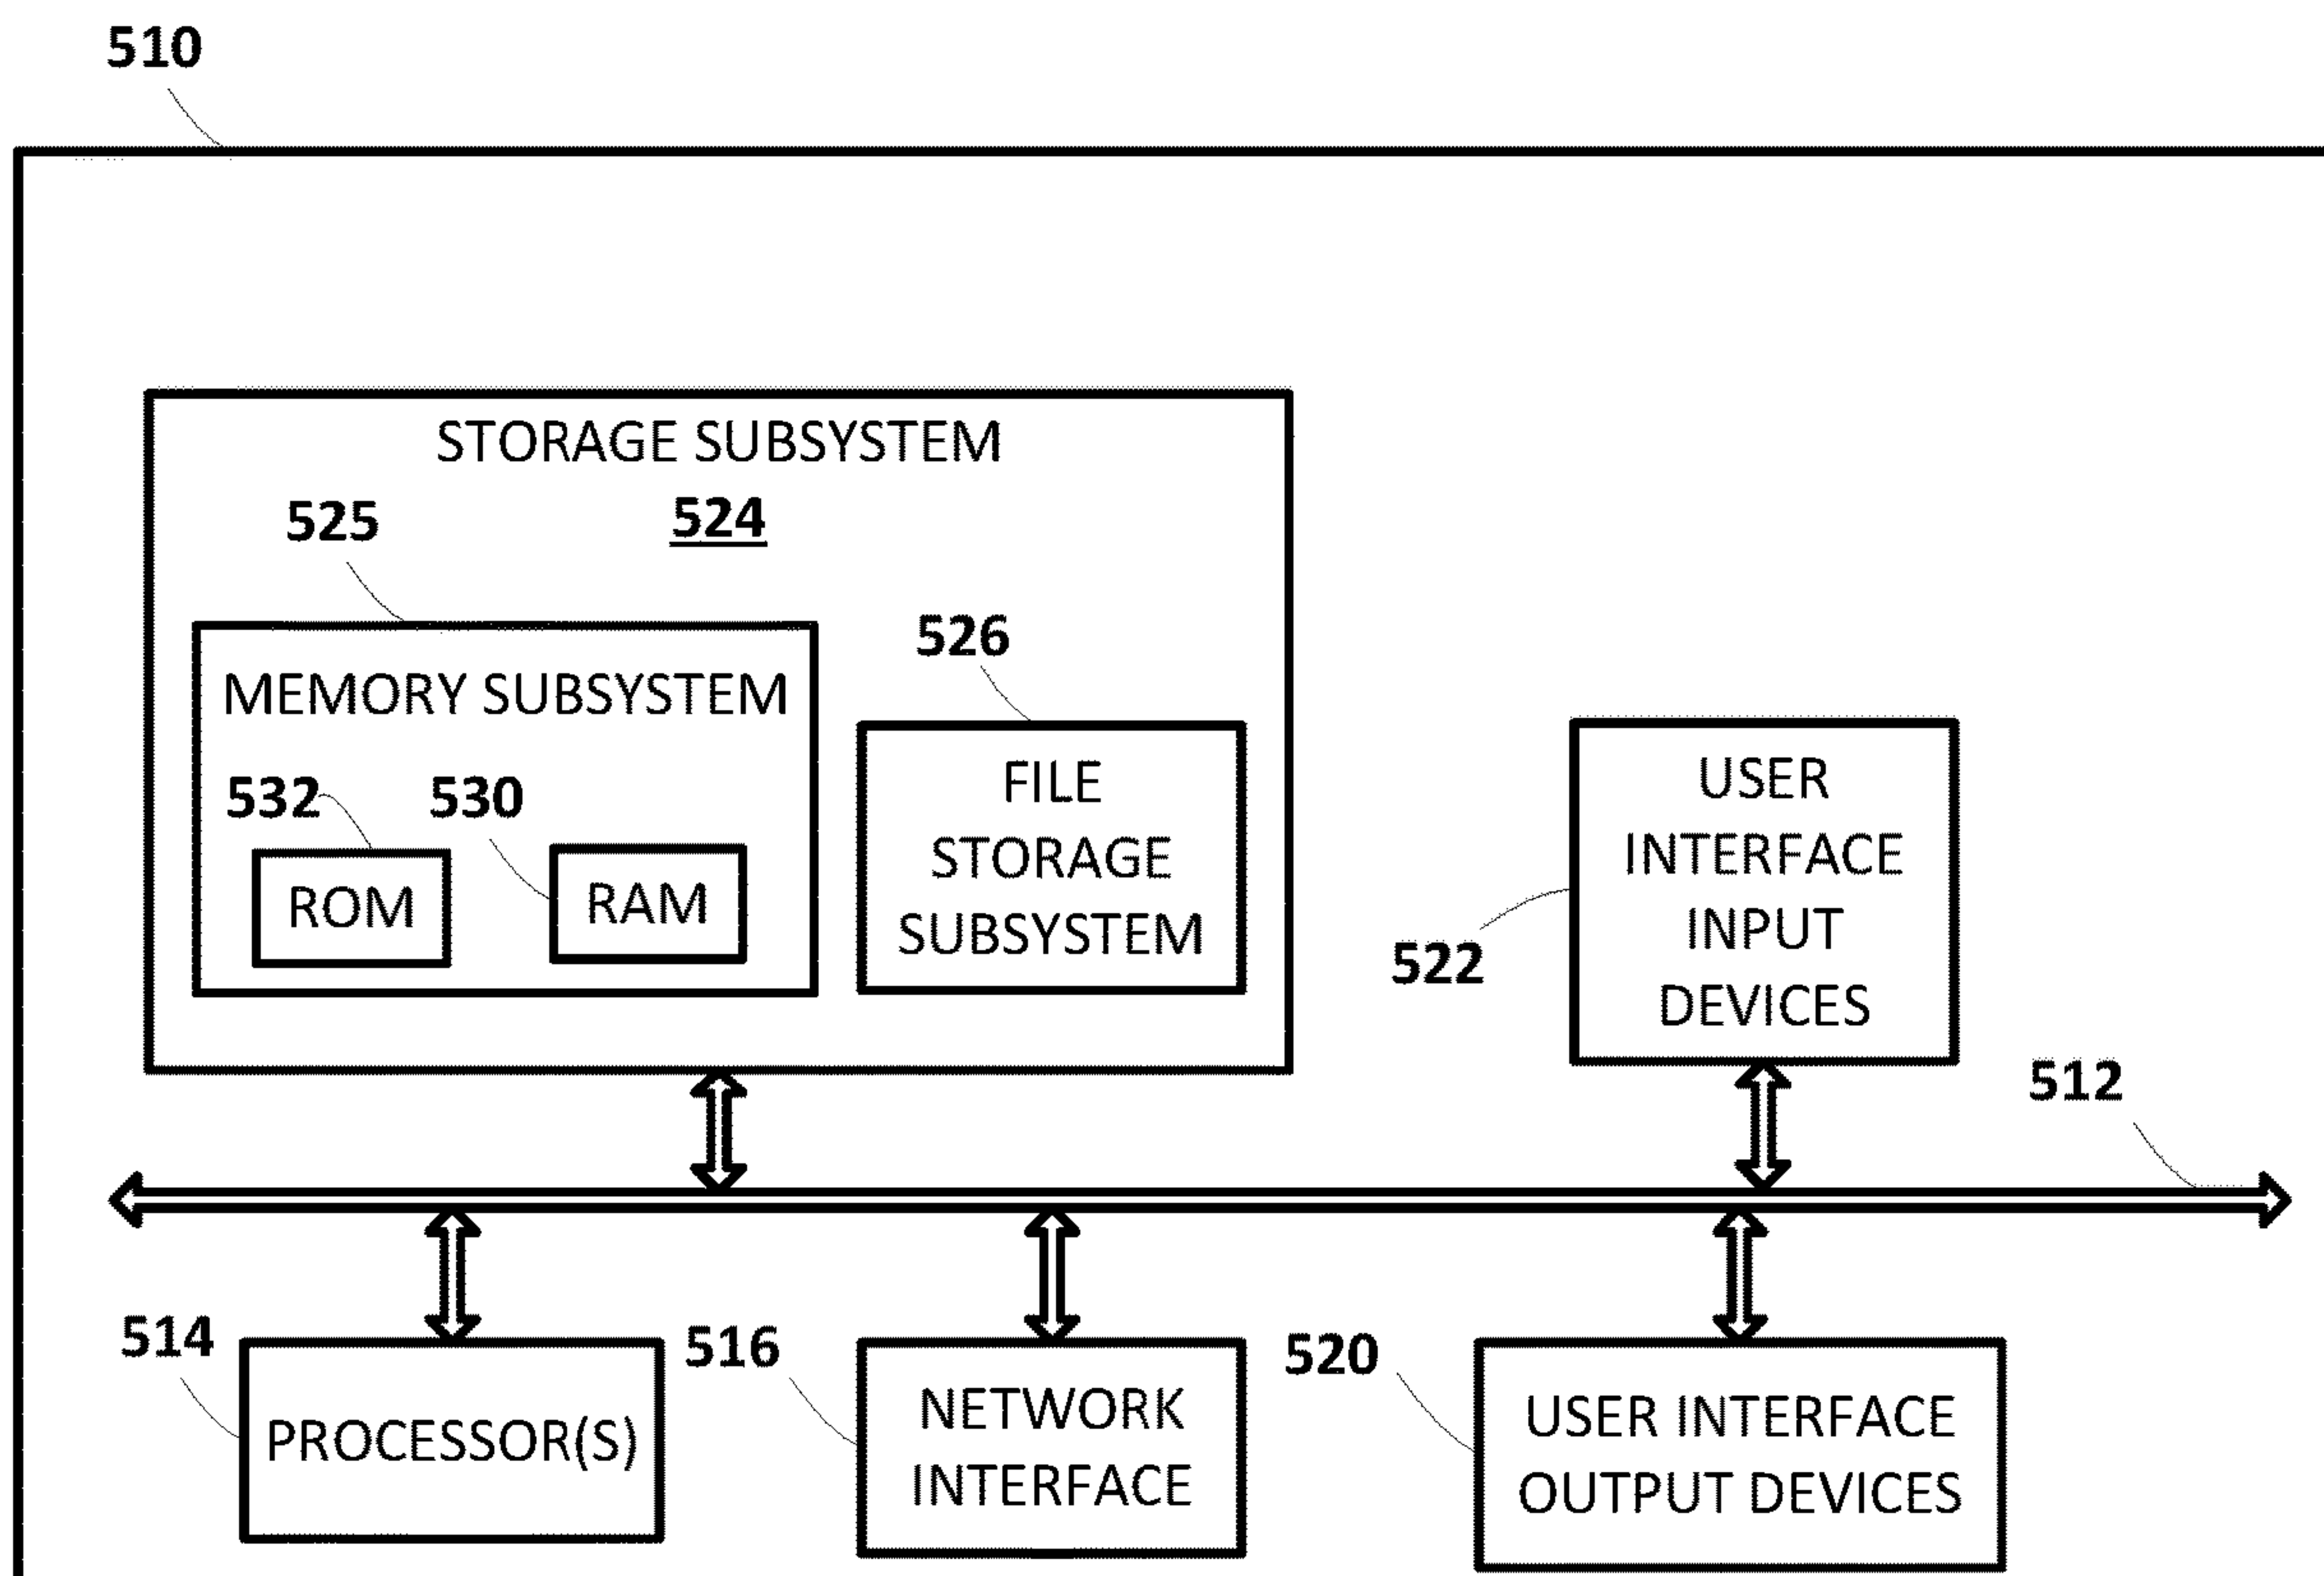 510
STORAGE SUBSYSTEM
524
525
MEMORY SUBSYSTEM
532
530
ROM
RAM
526
FILE
STORAGE
SUBSYSTEM
USER
INTERFACE
INPUT
DEVICES
522
512
514
PROCESSOR(S)
516
NETWORK
INTERFACE
520
USER INTERFACE
OUTPUT DEVICES